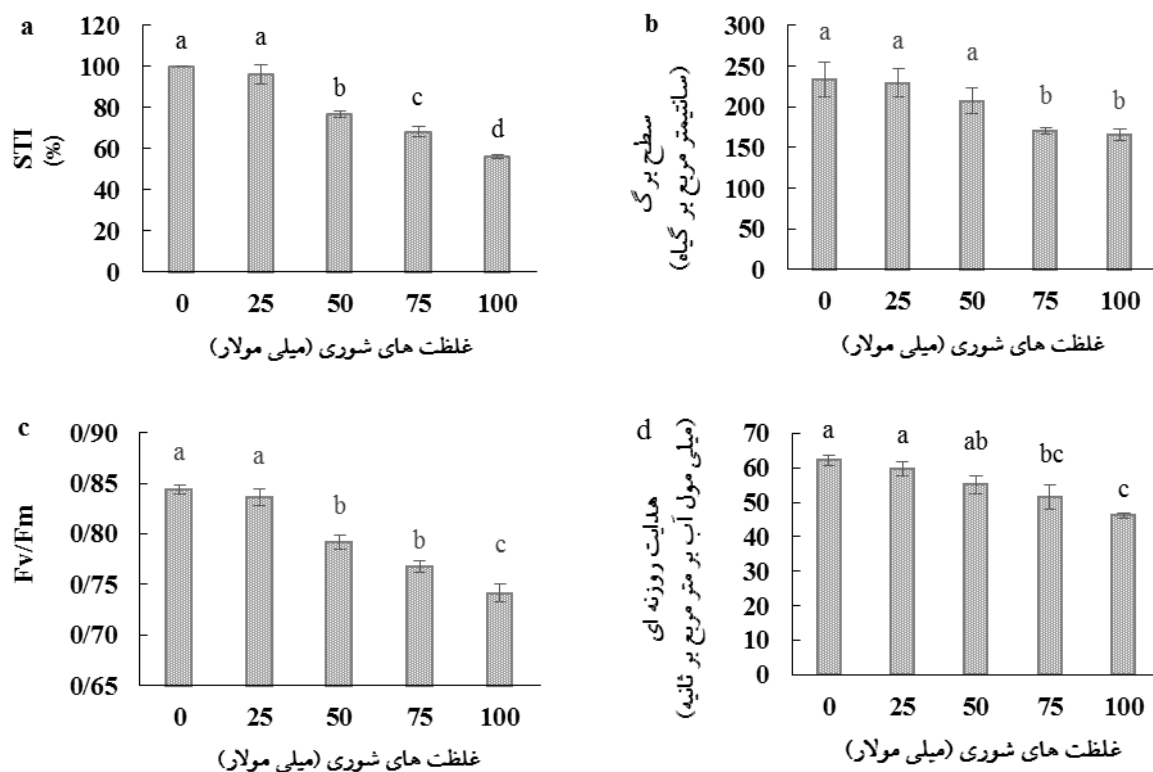 a
STI
(%)
120
100
80
60
40
20
0
a
a
b
c
d
0 25 50 75 100
غلظت های شوری (میلی مولار)
b
سطح برگ
(سانتیمتر مربع بر گیاه)
300
250
200
150
100
50
0
a
a
a
b
b
0 25 50 75 100
غلظت های شوری (میلی مولار)
c
Fv/Fm
0/90
0/85
0/80
0/75
0/70
0/65
a
a
b
b
c
0 25 50 75 100
غلظت های شوری (میلی مولار)
d
هدایت روزنه ای
(میلی مول آب بر متر مربع بر ثانیه)
70
60
50
40
30
20
10
0
a
a
ab
bc
c
0 25 50 75 100
غلظت های شوری (میلی مولار)